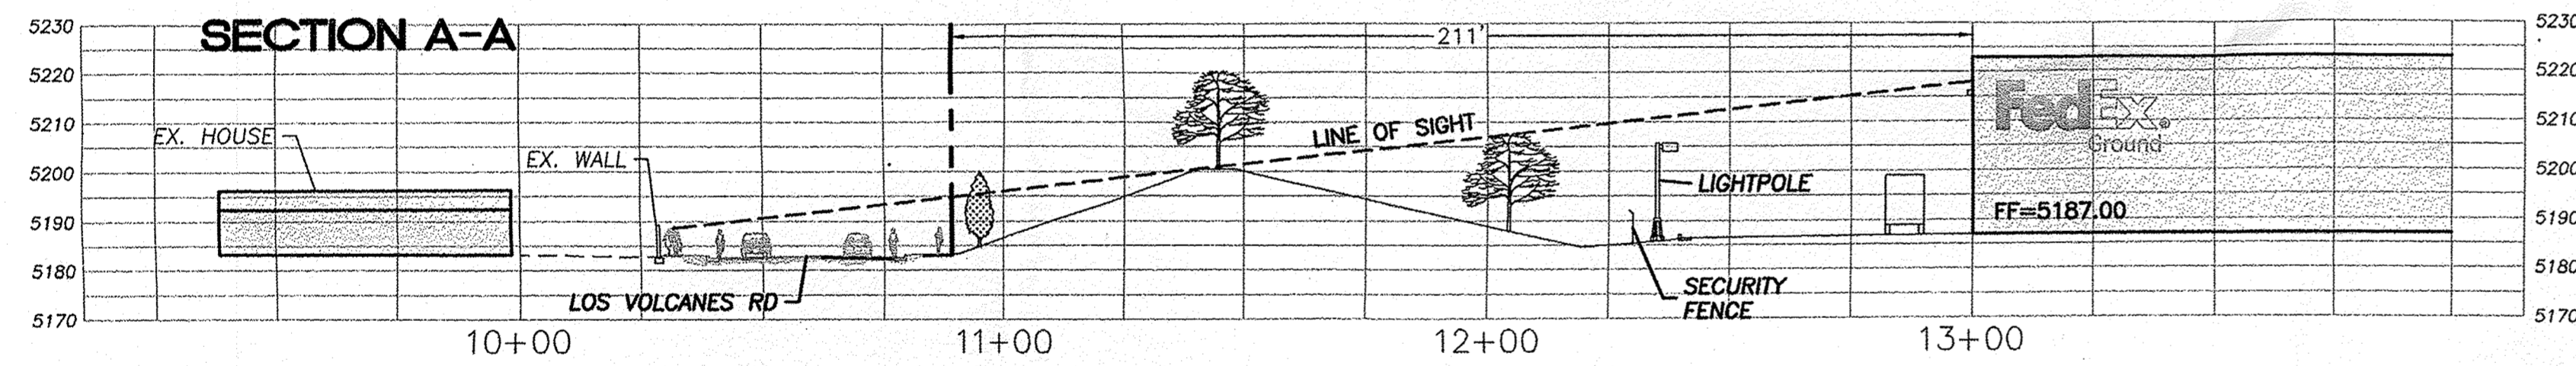 SECTION A-A
5230
5220
5210
5200
5190
5180
5170
211'
EX. HOUSE
EX. WALL
LINE OF SIGHT
LIGHTPOLE
FedEx®
Ground
FF=5187.00
LOS VOLCANES RD
SECURITY
FENCE
5230
5220
5210
5200
5190
5180
5170
10+00
11+00
12+00
13+00